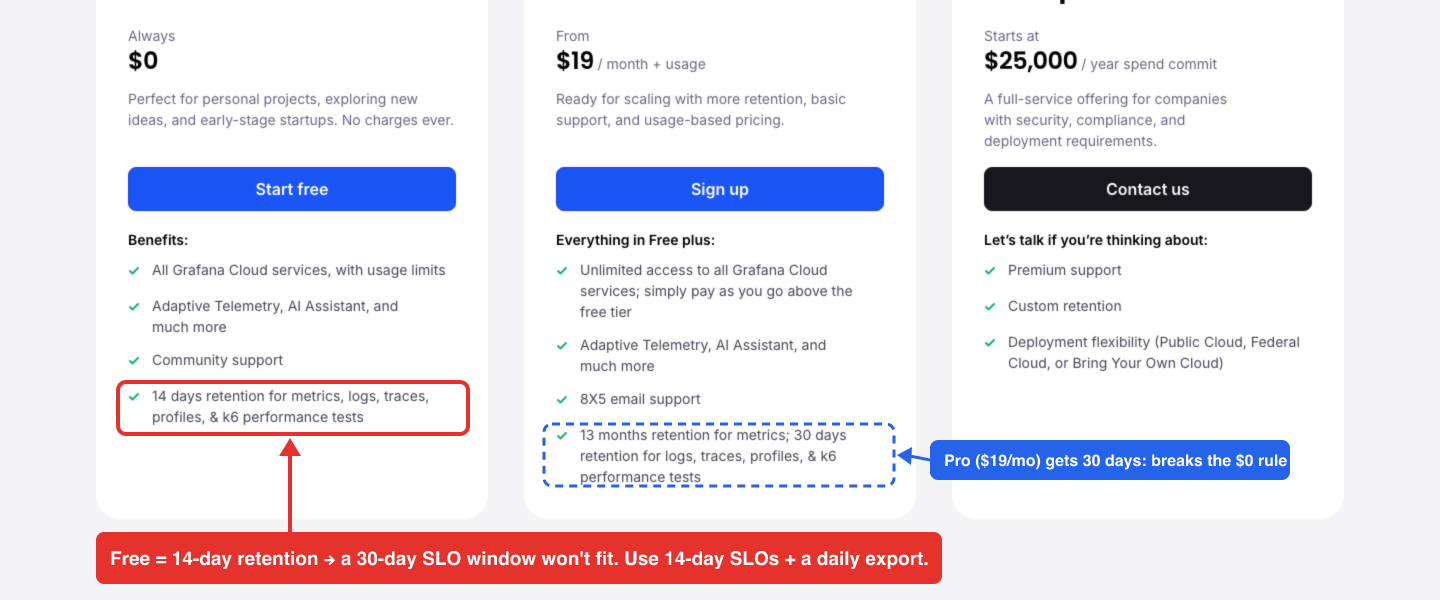 Always
$0
Perfect for personal projects, exploring new
ideas, and early-stage startups. No charges ever.
Start free
Benefits:
All Grafana Cloud services, with usage limits
Adaptive Telemetry, AI Assistant, and
much more
Community support
14 days retention for metrics, logs, traces,
profiles, & k6 performance tests
From
$19 / month + usage
Ready for scaling with more retention, basic
support, and usage-based pricing.
Sign up
Everything in Free plus:
Unlimited access to all Grafana Cloud
services; simply pay as you go above the
free tier
Adaptive Telemetry, AI Assistant, and
much more
8X5 email support
13 months retention for metrics; 30 days
retention for logs, traces, profiles, & k6
performance tests
Starts at
$25,000 / year spend commit
A full-service offering for companies
with security, compliance, and
deployment requirements.
Contact us
Let’s talk if you’re thinking about:
Premium support
Custom retention
Deployment flexibility (Public Cloud, Federal
Cloud, or Bring Your Own Cloud)
Pro ($19/mo) gets 30 days: breaks the $0 rule
Free = 14-day retention → a 30-day SLO window won't fit. Use 14-day SLOs + a daily export.